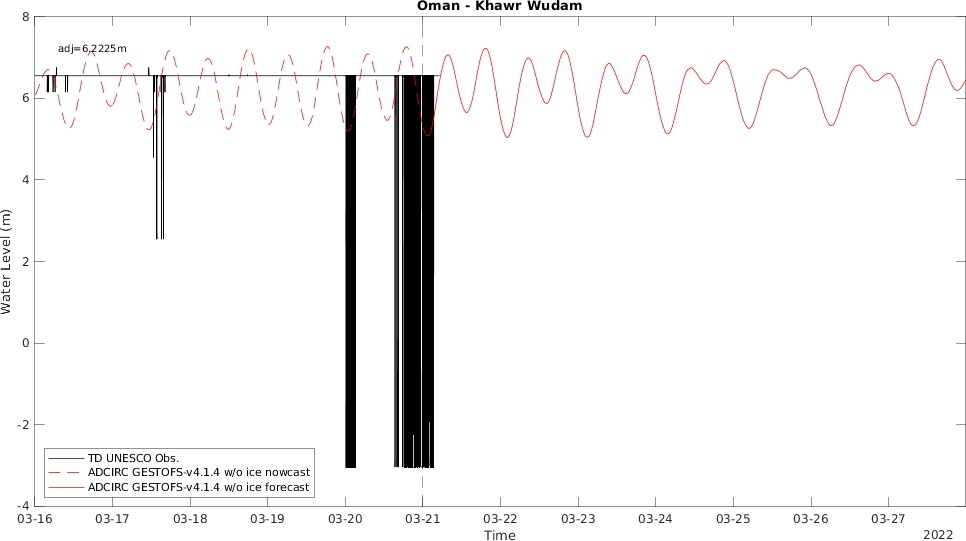 Oman - Khawr Wudam
adj=6.2225m
Water Level (m)
8
6
4
2
0
-2
-4
TD UNESCO Obs.
ADCIRC GESTOFS-v4.1.4 w/o ice nowcast
ADCIRC GESTOFS-v4.1.4 w/o ice forecast
03-16 03-17 03-18 03-19 03-20 03-21 03-22 03-23 03-24 03-25 03-26 03-27
Time
2022